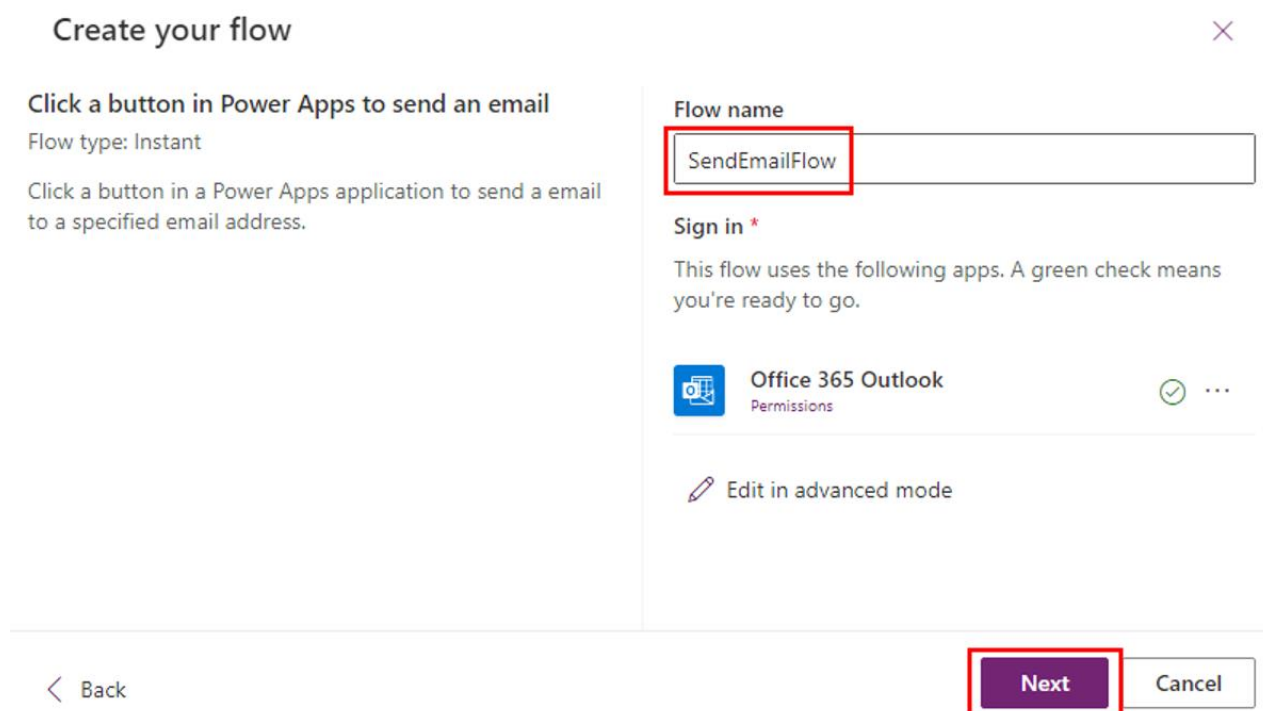 Create your flow
Click a button in Power Apps to send an email
Flow type: Instant
Click a button in a Power Apps application to send a email
to a specified email address.
Flow name
SendEmailFlow
Sign in *
This flow uses the following apps. A green check means
you're ready to go.
Office 365 Outlook
Permissions
Edit in advanced mode
Back
Next
Cancel